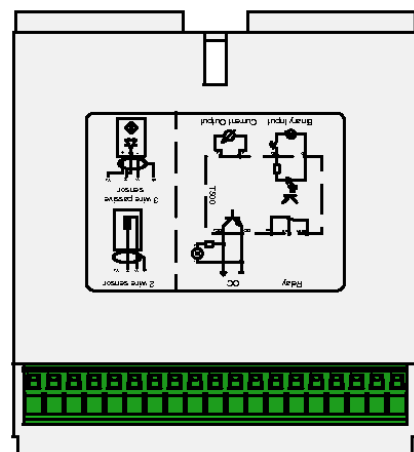 Relay
OC
2 wire sensor
T500
3 wire passive
sensor
Binary Input
Current Output